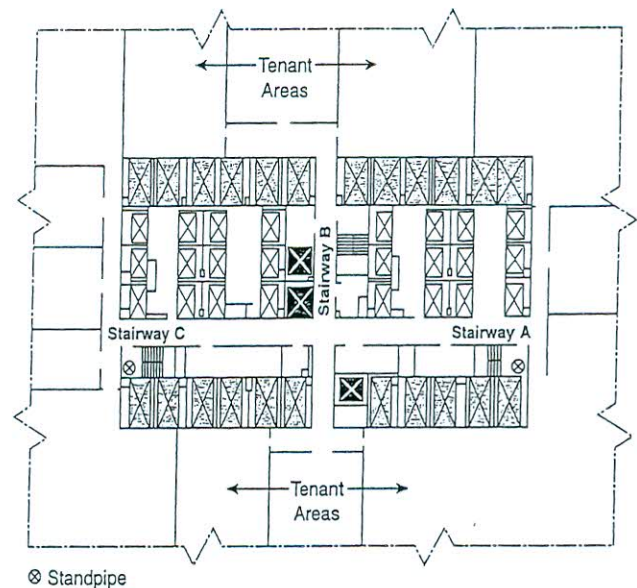 Tenant
Areas
Stairway B
Stairway C
Stairway A
Tenant
Areas
⊗ Standpipe